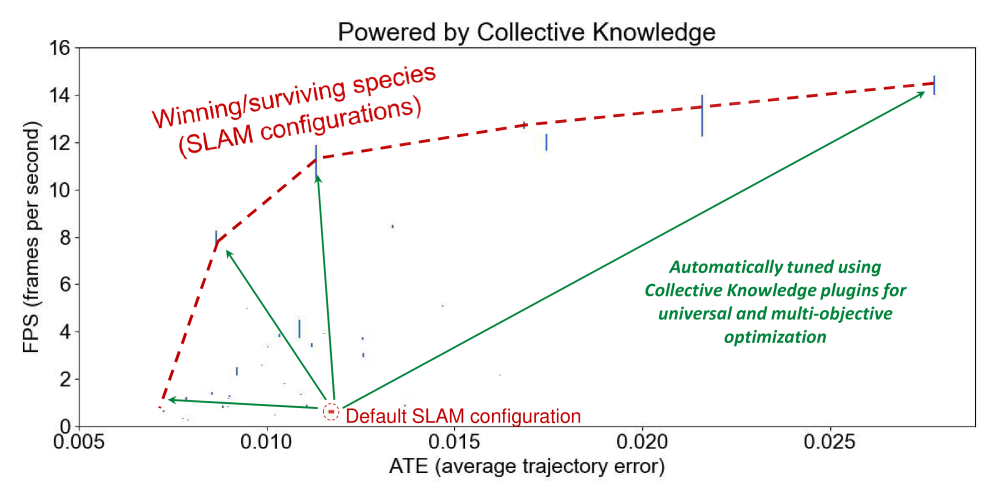 Powered by Collective Knowledge
16
14
12
10
8
6
4
2
0
FPS (frames per second)
Winning/surviving species
(SLAM configurations)
Automatically tuned using
Collective Knowledge plugins for
universal and multi-objective
optimization
Default SLAM configuration
0.005
0.010
0.015
0.020
0.025
ATE (average trajectory error)